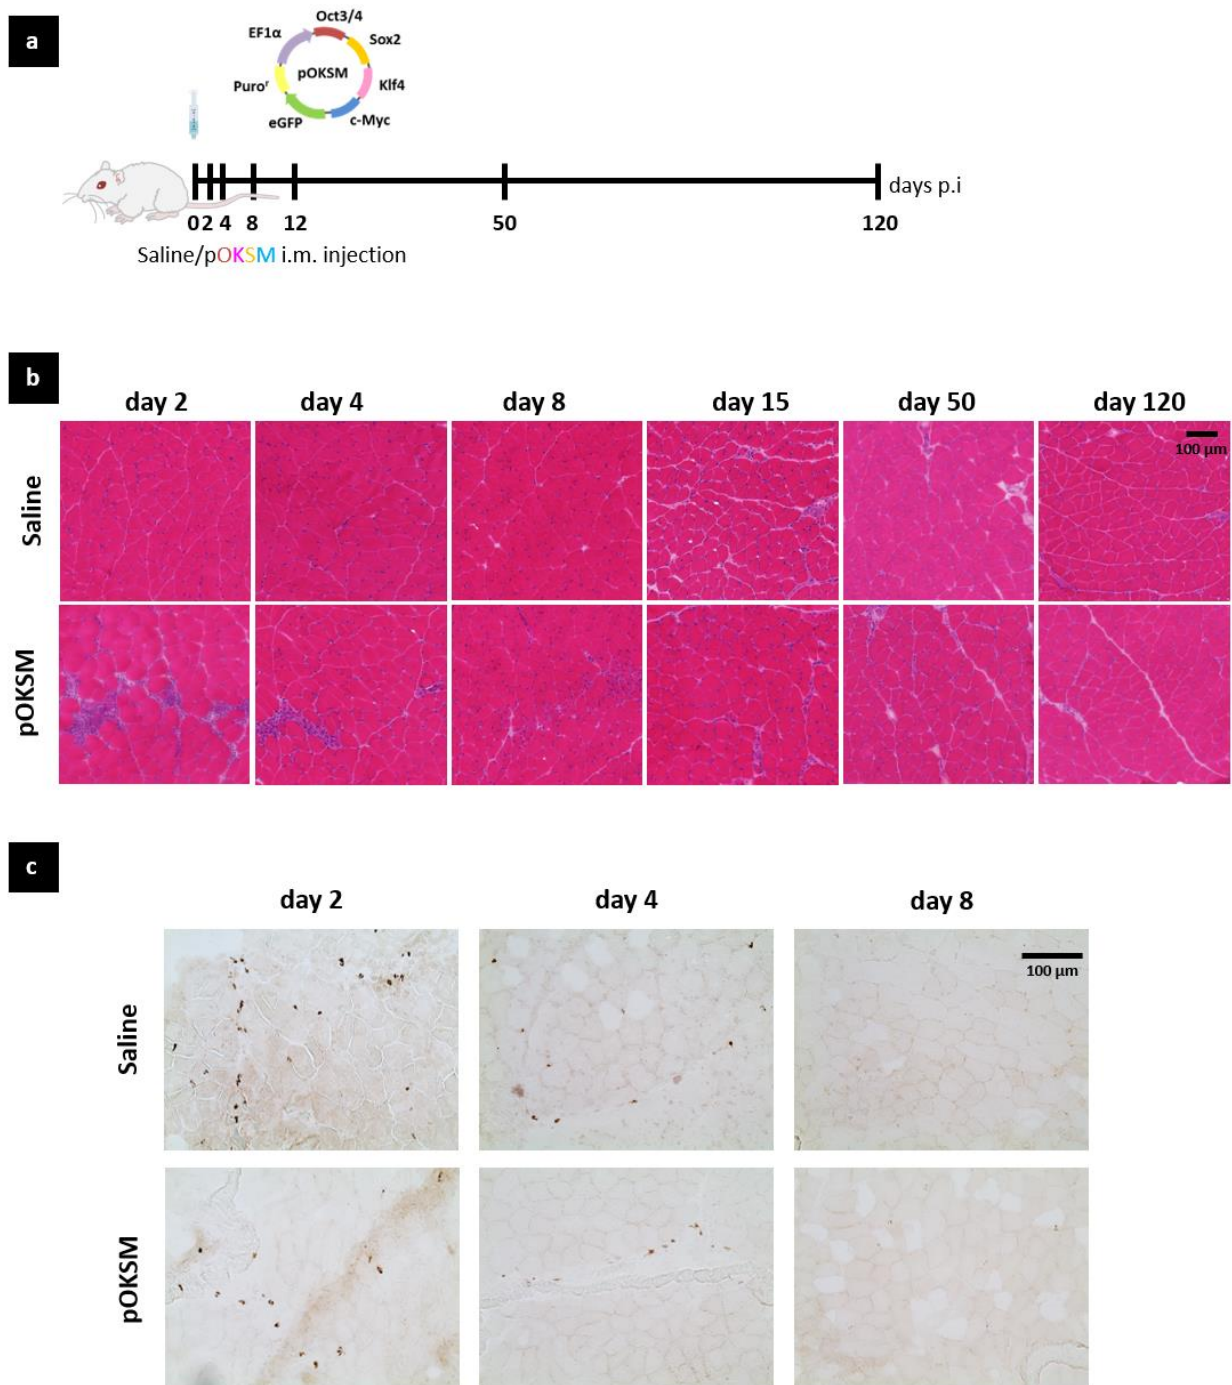 a
Oct3/4
EF1α
Sox2
pOKSM
Puroʳ
Klf4
eGFP
c-Myc
days p.i
0 2 4 8 12 50 120
Saline/pOKSM i.m. injection
b
day 2 day 4 day 8 day 15 day 50 day 120
Saline
100 µm
pOKSM
c
day 2 day 4 day 8
Saline
100 µm
pOKSM